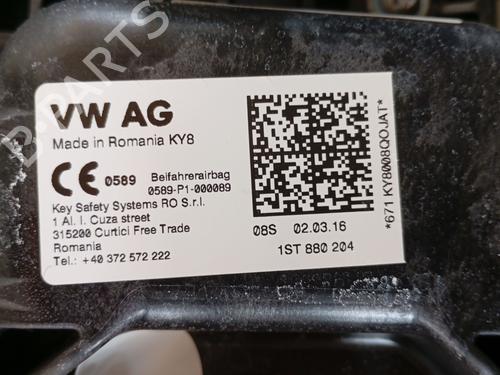 VW AG
Made in Romania KY8
CE 0589 Beifahrerairbag
0589-P1-000089
Key Safety Systems RO S.r.l.
1 Al. I. Cuza street
315200 Curtici Free Trade
Romania
Tel.: +40 372 572 222
08S 02.03.16
1ST 880 204
*671 KY8008QOJAT*
B-PARTS